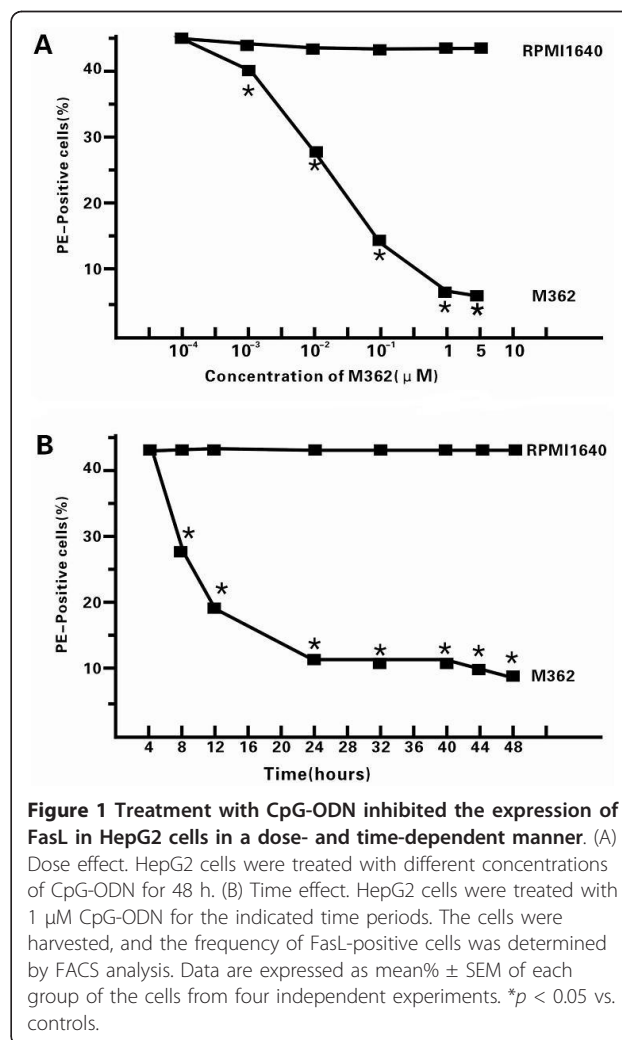 A
RPMI1640
40
30
20
10
PE-Positive cells(%)
*
*
*
*
*
M362
10⁻⁴ 10⁻³ 10⁻² 10⁻¹ 1 5 10
Concentration of M362(μM)
B
RPMI1640
40
30
20
10
PE-Positive cells(%)
*
*
*
*
*
*
*
M362
4 8 12 16 20 24 28 32 36 40 44 48
Time(hours)
Figure 1 Treatment with CpG-ODN inhibited the expression of
FasL in HepG2 cells in a dose- and time-dependent manner. (A)
Dose effect. HepG2 cells were treated with different concentrations
of CpG-ODN for 48 h. (B) Time effect. HepG2 cells were treated with
1 μM CpG-ODN for the indicated time periods. The cells were
harvested, and the frequency of FasL-positive cells was determined
by FACS analysis. Data are expressed as mean% ± SEM of each
group of the cells from four independent experiments. *p < 0.05 vs.
controls.